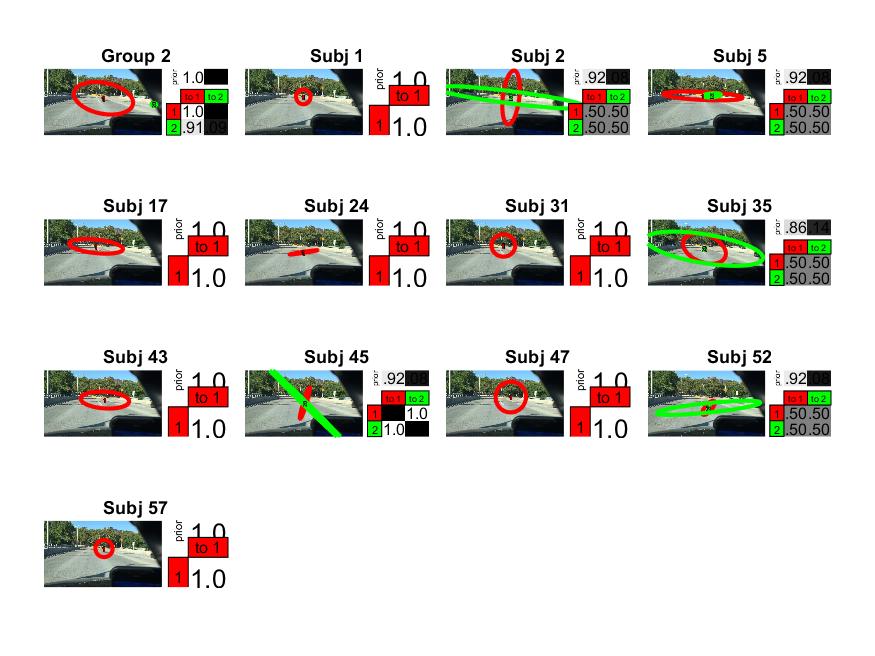 Group 2
prior 1.0
to 1 to 2
1 1.0
2 .91 .09
Subj 1
prior 1.0
to 1
1 1.0
Subj 2
prior .92 .08
to 1 to 2
1 .50 .50
2 .50 .50
Subj 5
prior .92 .08
to 1 to 2
1 .50 .50
2 .50 .50
Subj 17
prior 1.0
to 1
1 1.0
Subj 24
prior 1.0
to 1
1 1.0
Subj 31
prior 1.0
to 1
1 1.0
Subj 35
prior .86 .14
to 1 to 2
1 .50 .50
2 .50 .50
Subj 43
prior 1.0
to 1
1 1.0
Subj 45
prior .92 .08
to 1 to 2
1 1.0
2 1.0
Subj 47
prior 1.0
to 1
1 1.0
Subj 52
prior .92 .08
to 1 to 2
1 .50 .50
2 .50 .50
Subj 57
prior 1.0
to 1
1 1.0